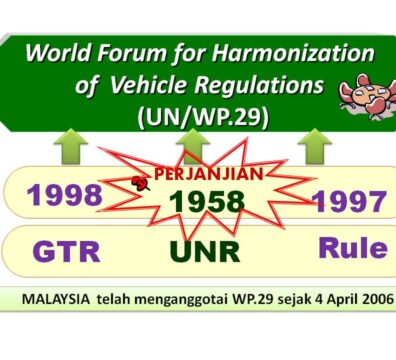 World Forum for Harmonization
of Vehicle Regulations
(UN/WP.29)
PERJANJIAN
1998 1958 1997
GTR UNR Rule
MALAYSIA telah menganggotai WP.29 sejak 4 April 2006